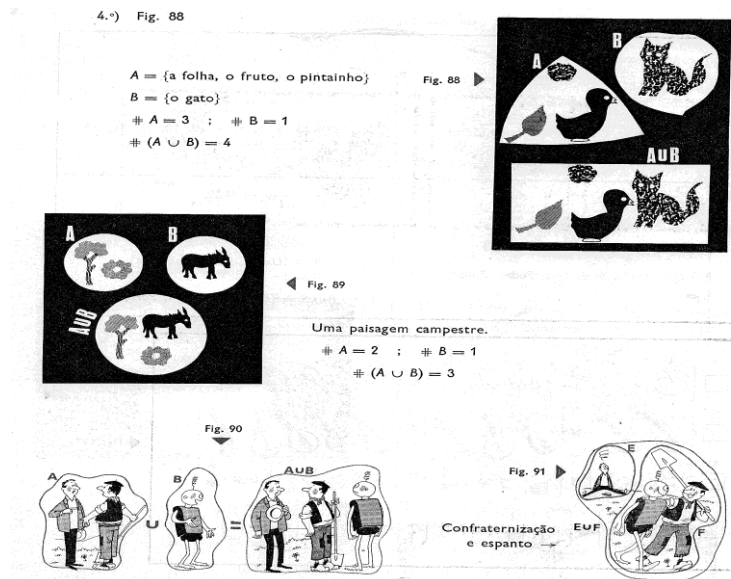 4.º) Fig. 88
A = {a folha, o fruto, o pintainho}
B = {o gato}
# A = 3 ; # B = 1
# (A ∪ B) = 4
Fig. 88
A
B
A∪B
A
B
A∪B
Fig. 89
Uma paisagem campestre.
# A = 2 ; # B = 1
# (A ∪ B) = 3
Fig. 90
A
∪
B
=
A∪B
Fig. 91
E
F
E∪F
Confraternização
e espanto →